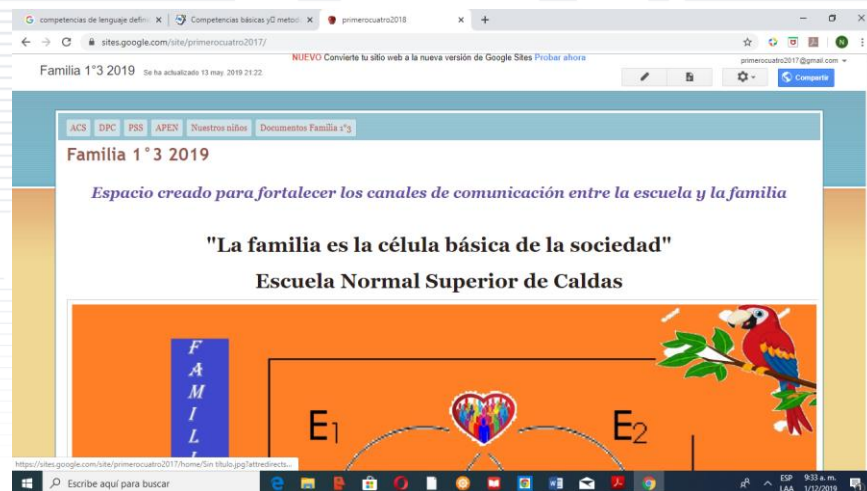 competencias de lenguaje defini
Competencias básicas y
primerocuatro2018
sites.google.com/site/primerocuatro2017/
NUEVO Convierte tu sitio web a la nueva versión de Google Sites Probar ahora
primerocuatro2017@gmail.com
Familia 1°3 2019 Se ha actualizado 13 may. 2019 21:22
Compartir
ACS DPC PSS APEN Nuestros niños Documentos Familia 1°3
Familia 1°3 2019
Espacio creado para fortalecer los canales de comunicación entre la escuela y la familia
"La familia es la célula básica de la sociedad"
Escuela Normal Superior de Caldas
F
A
M
I
L
E1
E2
https://sites.google.com/site/primerocuatro2017/home/Sin titulo.jpg?attredirects...
Escribe aquí para buscar
ESP
LAA
9:33 a. m.
1/12/2019